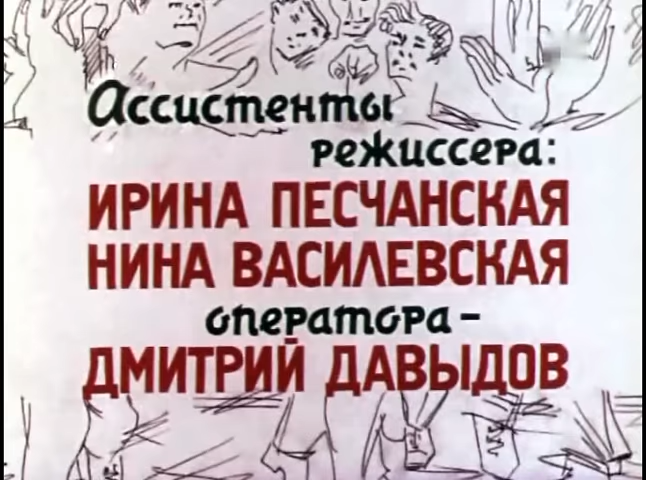 Ассистенты
режиссера:
ИРИНА ПЕСЧАНСКАЯ
НИНА ВАСИЛЕВСКАЯ
оператора –
ДМИТРИЙ ДАВЫДОВ